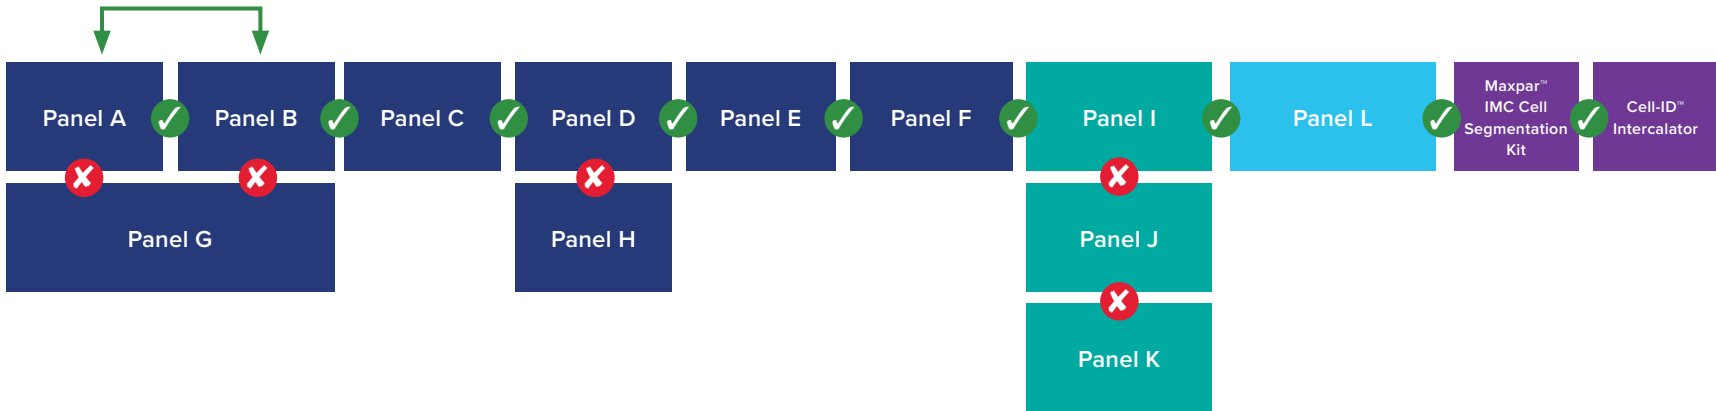 Panel A
Panel B
Panel C
Panel D
Panel E
Panel F
Panel I
Panel L
Maxpar™
IMC Cell
Segmentation
Kit
Cell-ID™
Intercalator
Panel G
Panel H
Panel J
Panel K